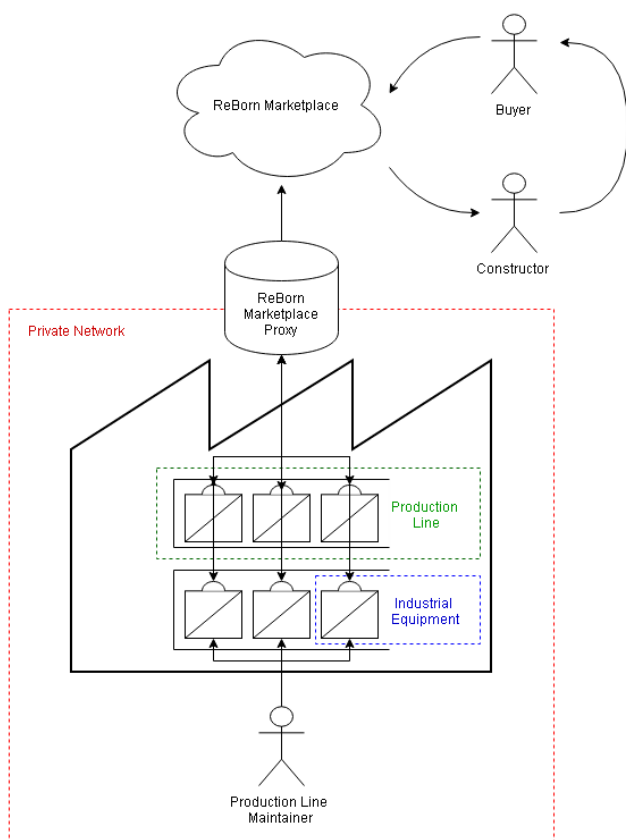 ReBorn Marketplace
Buyer
Constructor
ReBorn
Marketplace
Proxy
Private Network
Production
Line
Industrial
Equipment
Production Line
Maintainer